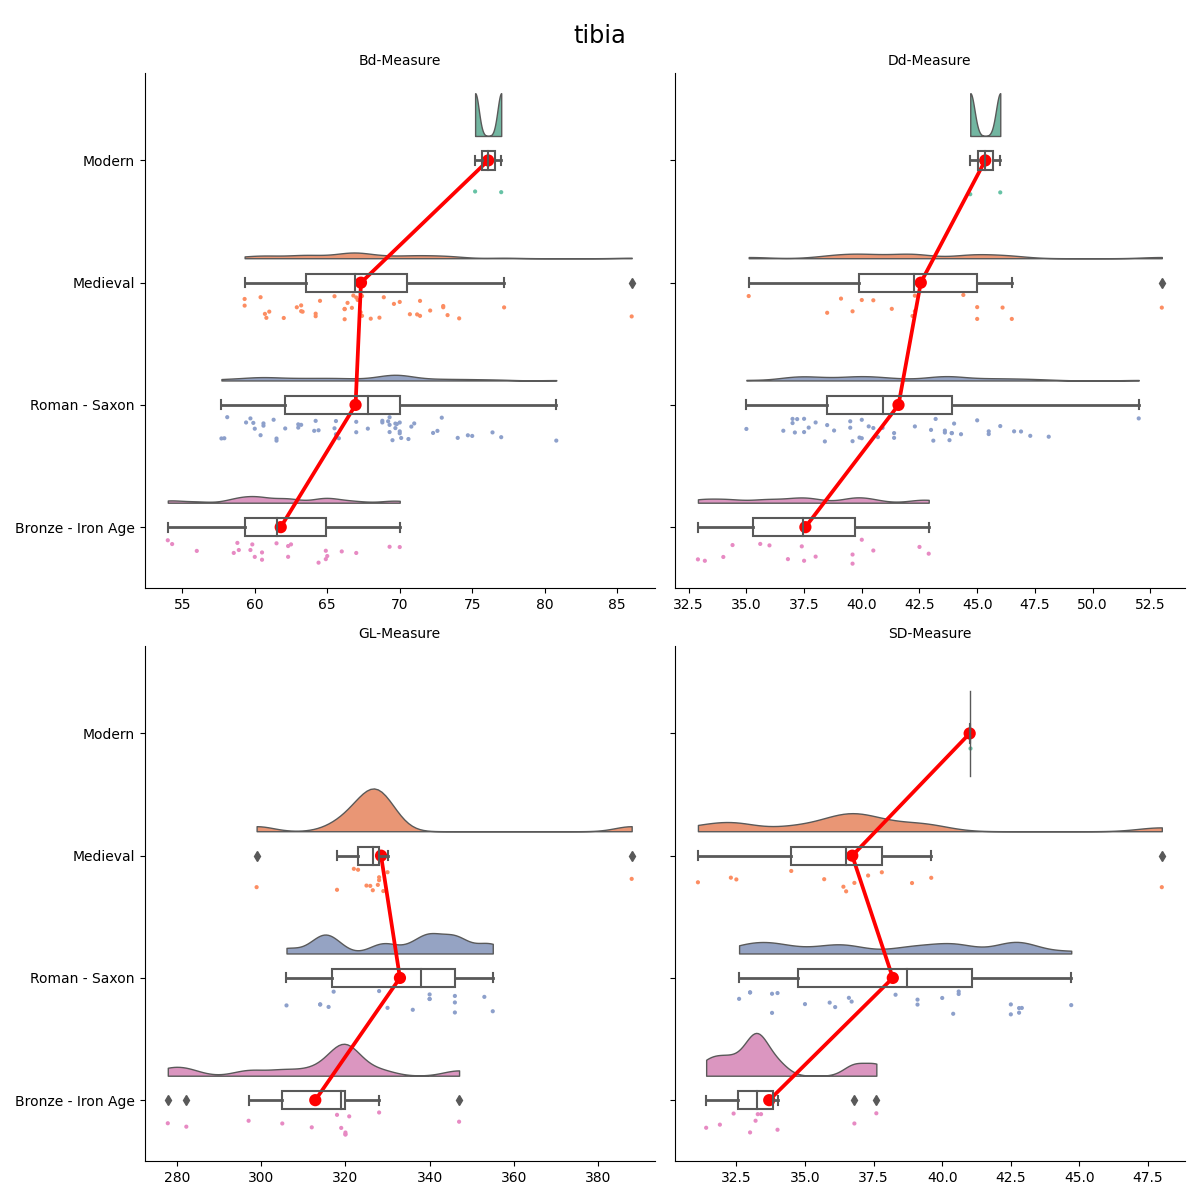 tibia
Bd-Measure
Dd-Measure
Modern
Medieval
Roman - Saxon
Bronze - Iron Age
55 60 65 70 75 80 85
32.5 35.0 37.5 40.0 42.5 45.0 47.5 50.0 52.5
GL-Measure
SD-Measure
Modern
Medieval
Roman - Saxon
Bronze - Iron Age
280 300 320 340 360 380
32.5 35.0 37.5 40.0 42.5 45.0 47.5